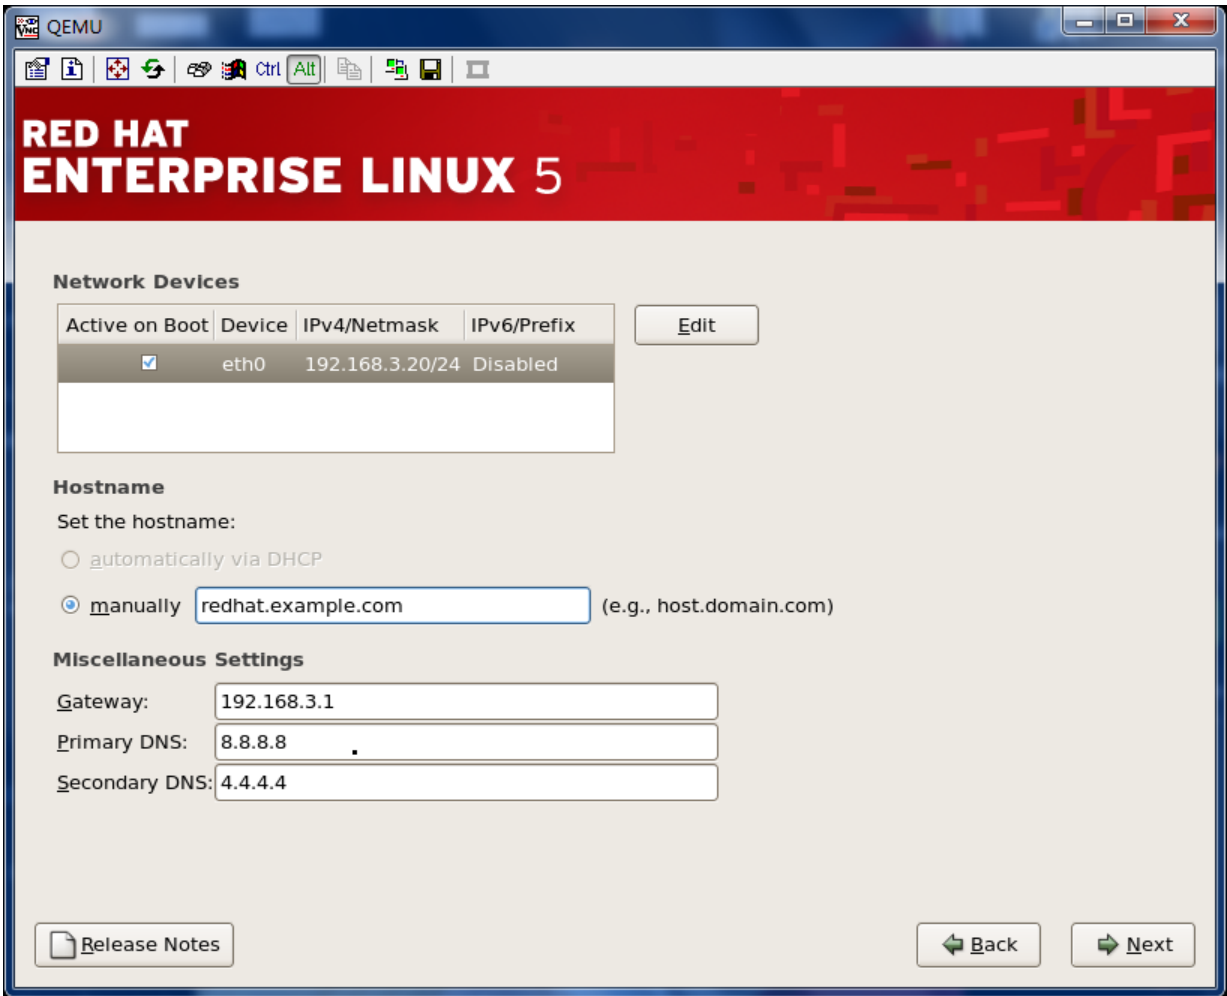 QEMU
Ctrl Alt
RED HAT
ENTERPRISE LINUX 5
Network Devices
Active on Boot Device IPv4/Netmask IPv6/Prefix
eth0 192.168.3.20/24 Disabled
Edit
Hostname
Set the hostname:
automatically via DHCP
manually redhat.example.com (e.g., host.domain.com)
Miscellaneous Settings
Gateway: 192.168.3.1
Primary DNS: 8.8.8.8
Secondary DNS: 4.4.4.4
Release Notes Back Next